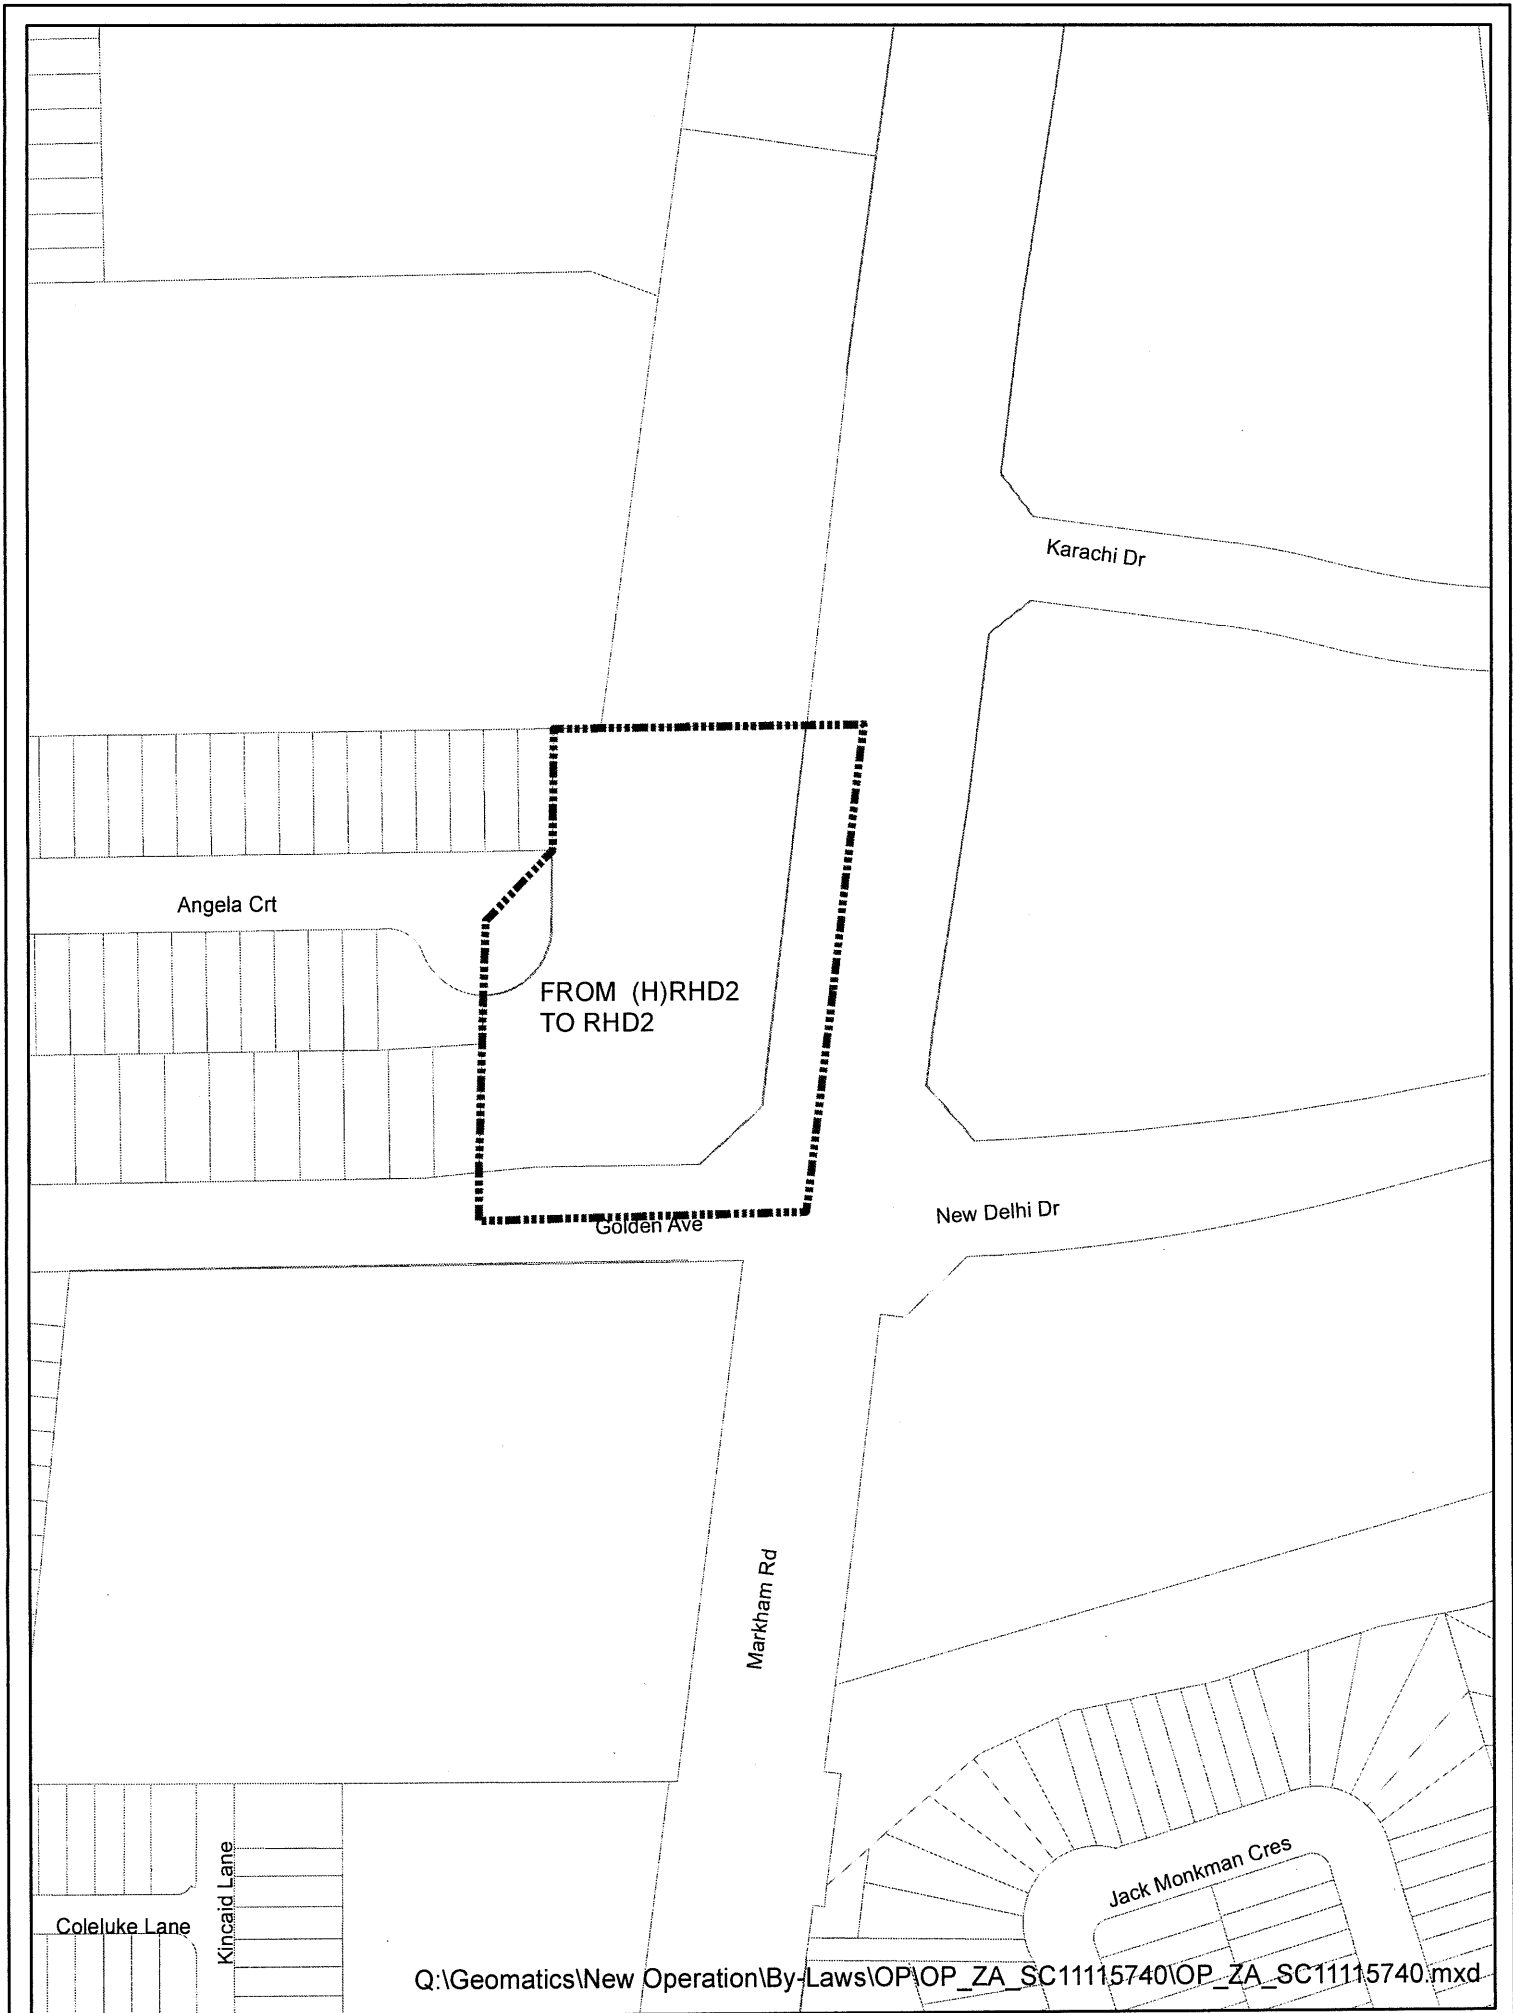 Karachi Dr
Angela Crt
FROM (H)RHD2
TO RHD2
New Delhi Dr
Golden Ave
Markham Rd
Jack Monkman Cres
Kincaid Lane
Coleluke Lane
Q:\Geomatics\New Operation\By-Laws\OP\OP_ZA_SC11115740\OP_ZA_SC11115740.mxd